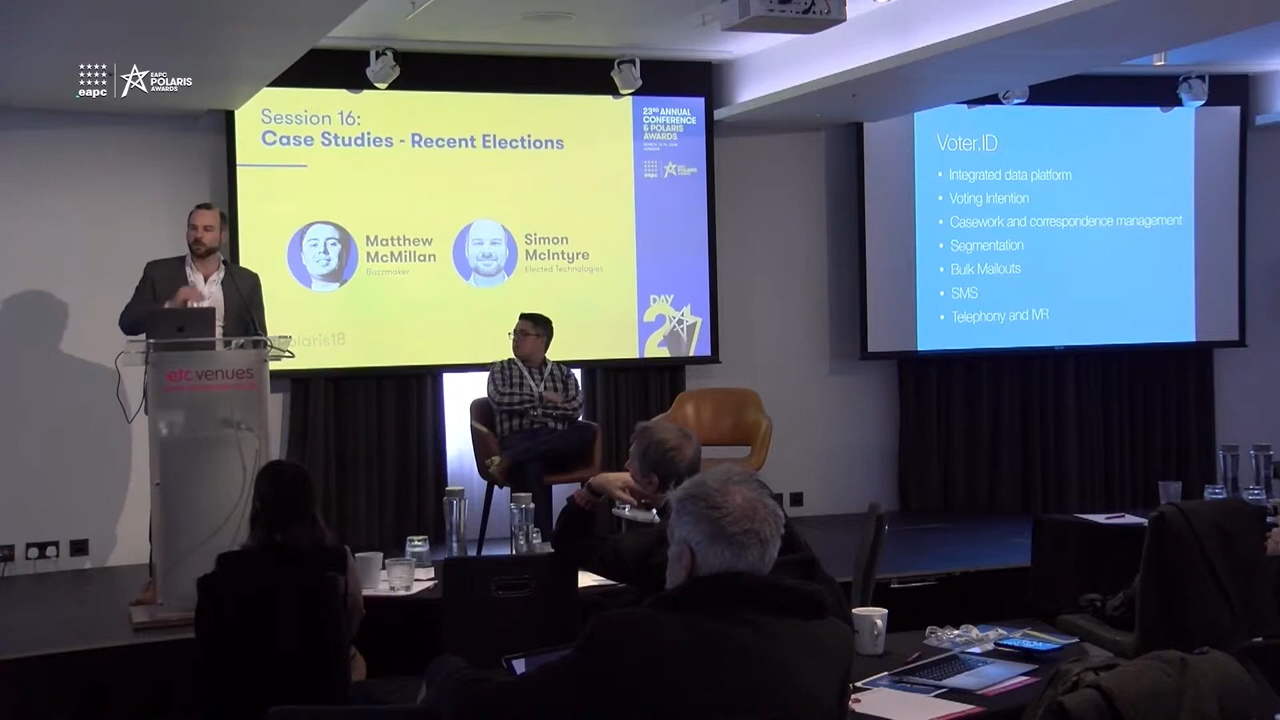 .eapc
EAPC
POLARIS
AWARDS
Session 16:
Case Studies - Recent Elections
Matthew
McMillan
Buzzmaker
Simon
McIntyre
Elected Technologies
polaris18
23RD ANNUAL
CONFERENCE
& POLARIS
AWARDS
DAY
2
Voter.ID
• Integrated data platform
• Voting Intention
• Casework and correspondence management
• Segmentation
• Bulk Mailouts
• SMS
• Telephony and IVR
etc.venues